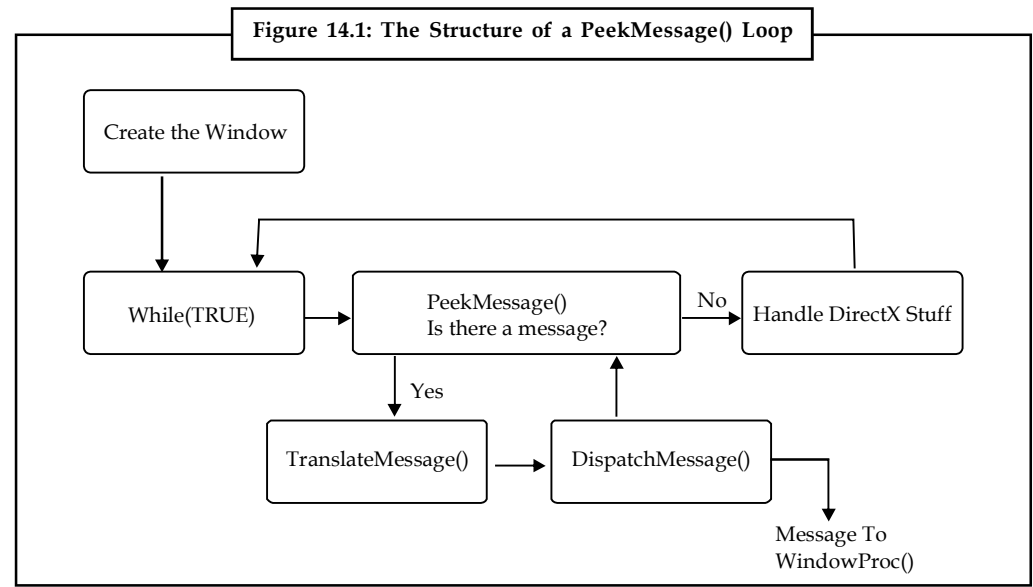 Figure 14.1: The Structure of a PeekMessage() Loop
Create the Window
While(TRUE)
PeekMessage()
Is there a message?
No
Handle DirectX Stuff
Yes
TranslateMessage()
DispatchMessage()
Message To
WindowProc()